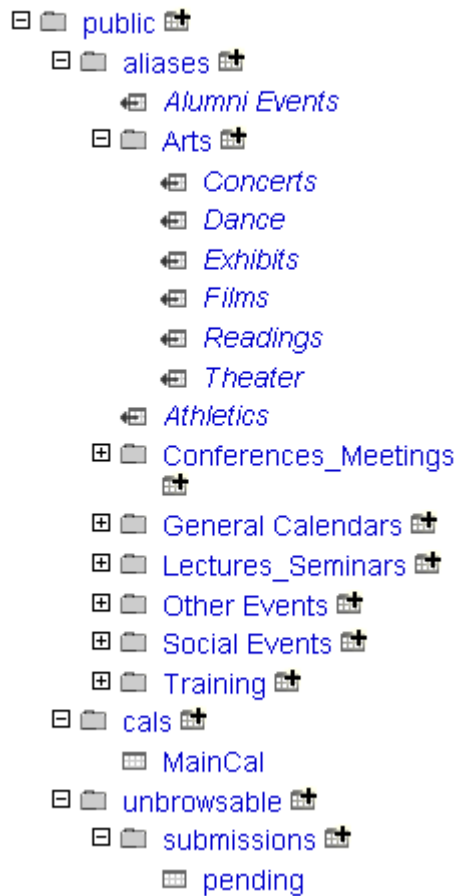 public
aliases
Alumni Events
Arts
Concerts
Dance
Exhibits
Films
Readings
Theater
Athletics
Conferences_Meetings
General Calendars
Lectures_Seminars
Other Events
Social Events
Training
cals
MainCal
unbrowsable
submissions
pending